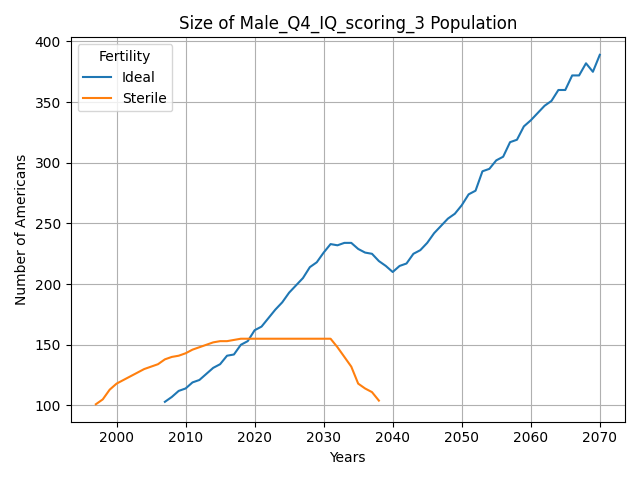 Size of Male_Q4_IQ_scoring_3 Population
Fertility
Ideal
Sterile
Number of Americans
400
350
300
250
200
150
100
2000 2010 2020 2030 2040 2050 2060 2070
Years